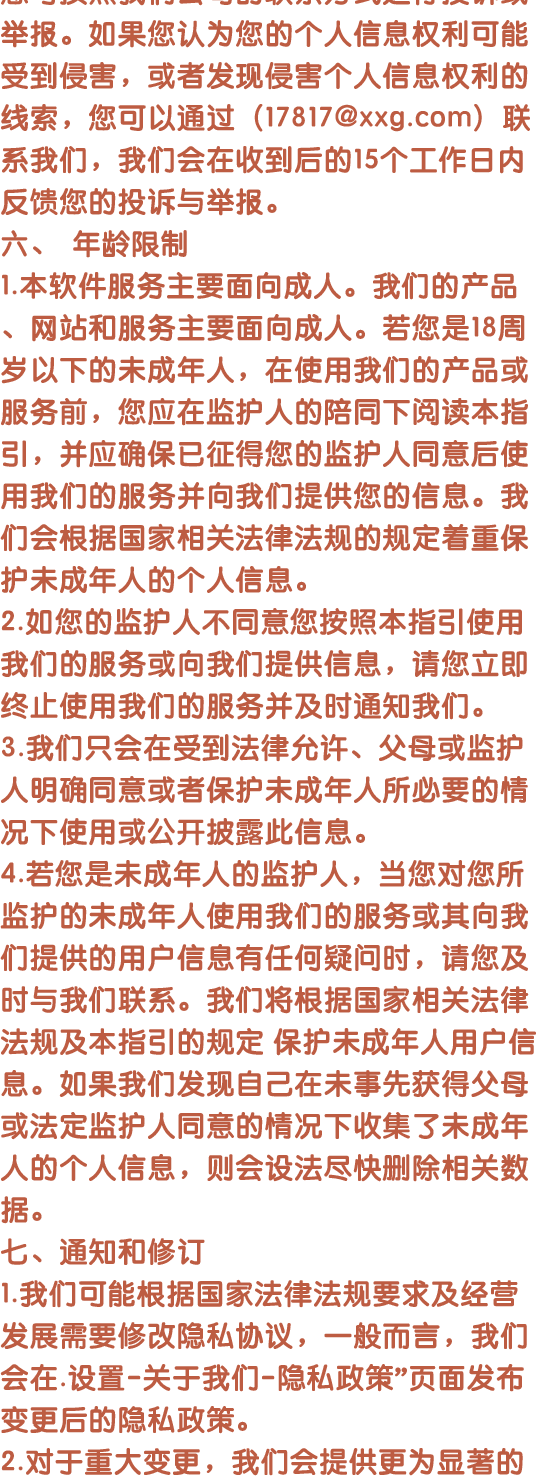 您可按照我们公布的联系方式进行投诉或
举报。如果您认为您的个人信息权利可能
受到侵害，或者发现侵害个人信息权利的
线索，您可以通过（17817@xxg.com）联
系我们，我们会在收到后的15个工作日内
反馈您的投诉与举报。
六、 年龄限制
1.本软件服务主要面向成人。我们的产品
、网站和服务主要面向成人。若您是18周
岁以下的未成年人，在使用我们的产品或
服务前，您应在监护人的陪同下阅读本指
引，并应确保已征得您的监护人同意后使
用我们的服务并向我们提供您的信息。我
们会根据国家相关法律法规的规定着重保
护未成年人的个人信息。
2.如您的监护人不同意您按照本指引使用
我们的服务或向我们提供信息，请您立即
终止使用我们的服务并及时通知我们。
3.我们只会在受到法律允许、父母或监护
人明确同意或者保护未成年人所必要的情
况下使用或公开披露此信息。
4.若您是未成年人的监护人，当您对您所
监护的未成年人使用我们的服务或其向我
们提供的用户信息有任何疑问时，请您及
时与我们联系。我们将根据国家相关法律
法规及本指引的规定 保护未成年人用户信
息。如果我们发现自己在未事先获得父母
或法定监护人同意的情况下收集了未成年
人的个人信息，则会设法尽快删除相关数
据。
七、通知和修订
1.我们可能根据国家法律法规要求及经营
发展需要修改隐私协议，一般而言，我们
会在.设置-关于我们-隐私政策”页面发布
变更后的隐私政策。
2.对于重大变更，我们会提供更为显著的